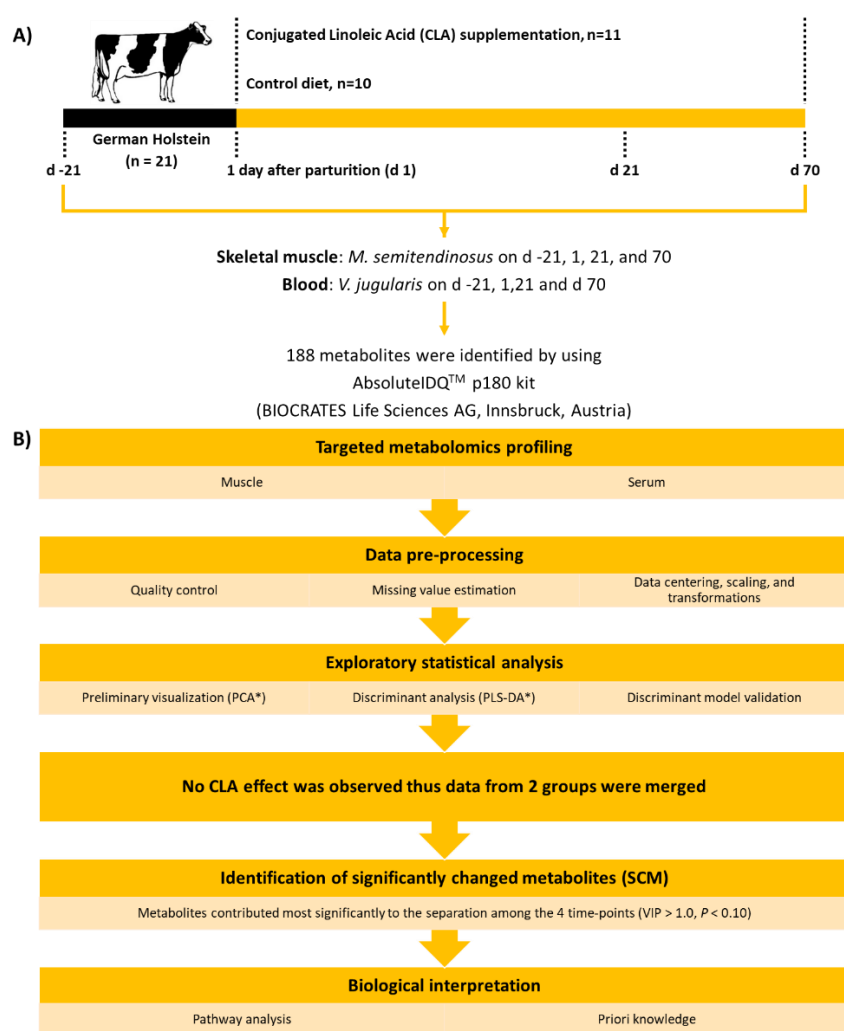 A)
Conjugated Linoleic Acid (CLA) supplementation, n=11
Control diet, n=10
German Holstein
(n = 21)
d -21
1 day after parturition (d 1)
d 21
d 70
Skeletal muscle: M. semitendinosus on d -21, 1, 21, and 70
Blood: V. jugularis on d -21, 1,21 and d 70
188 metabolites were identified by using
AbsoluteIDQTM p180 kit
(BIOCRATES Life Sciences AG, Innsbruck, Austria)
B)
Targeted metabolomics profiling
Muscle
Serum
Data pre-processing
Quality control
Missing value estimation
Data centering, scaling, and
transformations
Exploratory statistical analysis
Preliminary visualization (PCA*)
Discriminant analysis (PLS-DA*)
Discriminant model validation
No CLA effect was observed thus data from 2 groups were merged
Identification of significantly changed metabolites (SCM)
Metabolites contributed most significantly to the separation among the 4 time-points (VIP > 1.0, P < 0.10)
Biological interpretation
Pathway analysis
Priori knowledge